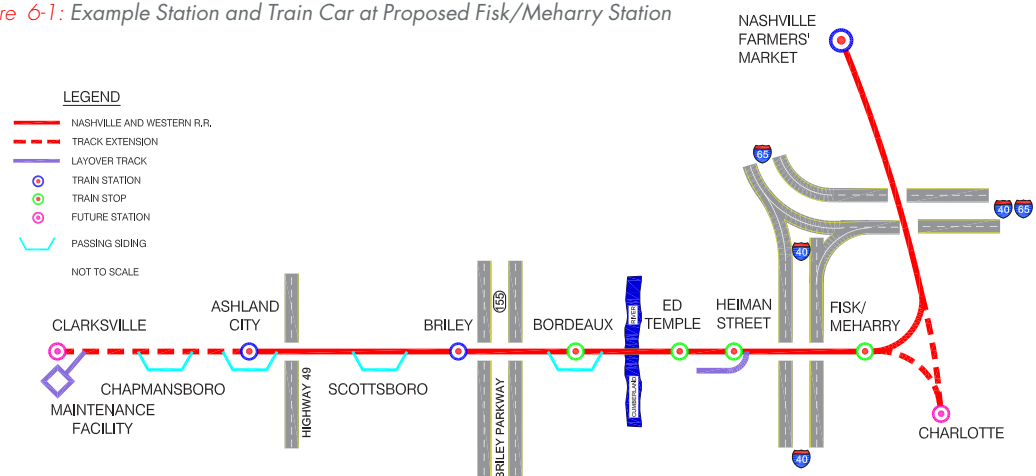 re 6-1: Example Station and Train Car at Proposed Fisk/Meharry Station
NASHVILLE
FARMERS'
MARKET
LEGEND
NASHVILLE AND WESTERN R.R.
TRACK EXTENSION
LAYOVER TRACK
TRAIN STATION
TRAIN STOP
FUTURE STATION
PASSING SIDING
NOT TO SCALE
65
40 65
40
155
CLARKSVILLE
ASHLAND
CITY
BRILEY
BORDEAUX
RIVER
ED
TEMPLE
HEIMAN
STREET
FISK/
MEHARRY
CHAPMANSBORO
HIGHWAY 49
SCOTTSBORO
BRILEY PARKWAY
CUMBERLAND
MAINTENANCE
FACILITY
CHARLOTTE
40